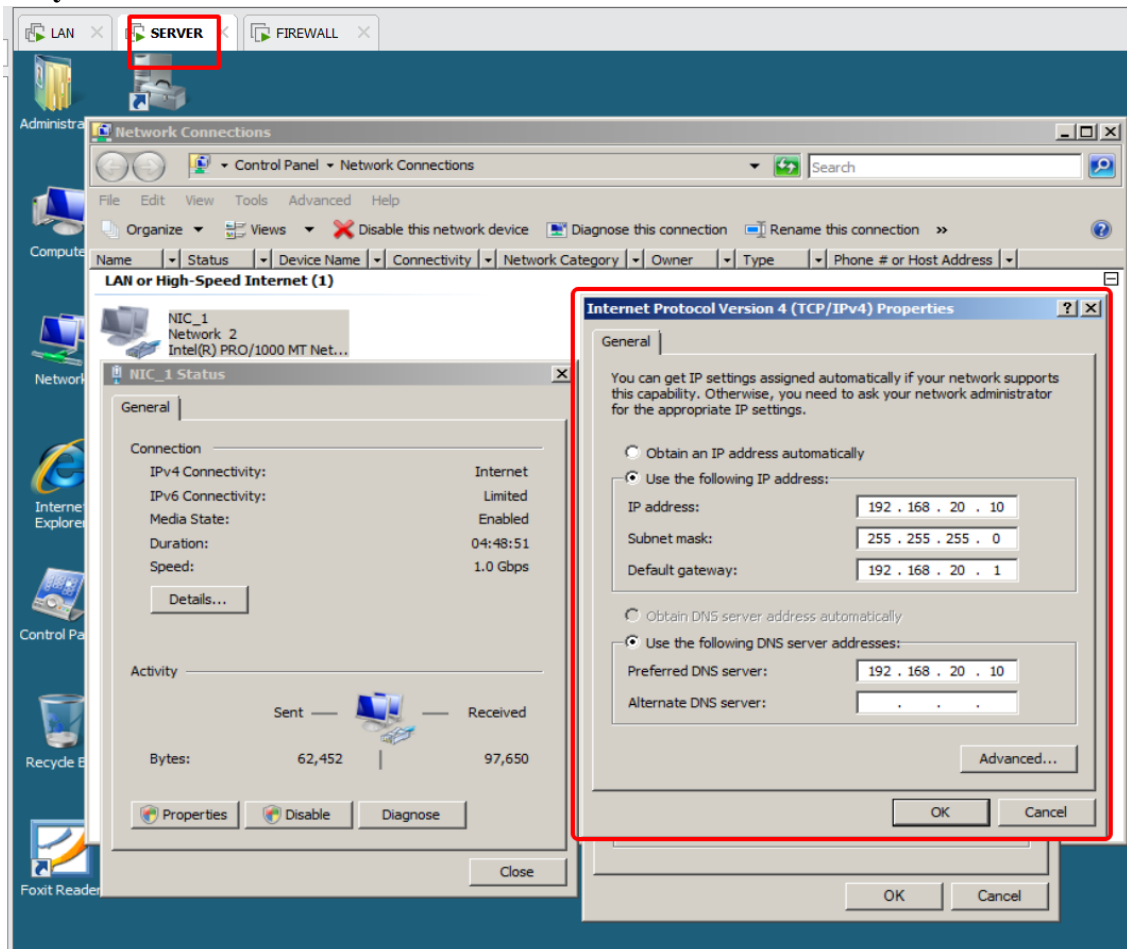 LAN
SERVER
FIREWALL
Administra
Network Connections
Control Panel
Network Connections
Search
File Edit View Tools Advanced Help
Organize Views Disable this network device Diagnose this connection Rename this connection »
Compute
Name Status Device Name Connectivity Network Category Owner Type Phone # or Host Address
LAN or High-Speed Internet (1)
NIC_1
Network 2
Intel(R) PRO/1000 MT Net...
Network
NIC_1 Status
General
Connection
IPv4 Connectivity: Internet
IPv6 Connectivity: Limited
Media State: Enabled
Duration: 04:48:51
Speed: 1.0 Gbps
Details...
Activity
Sent Received
Bytes: 62,452 97,650
Properties Disable Diagnose
Close
Internet Protocol Version 4 (TCP/IPv4) Properties
General
You can get IP settings assigned automatically if your network supports
this capability. Otherwise, you need to ask your network administrator
for the appropriate IP settings.
Obtain an IP address automatically
Use the following IP address:
IP address: 192 . 168 . 20 . 10
Subnet mask: 255 . 255 . 255 . 0
Default gateway: 192 . 168 . 20 . 1
Obtain DNS server address automatically
Use the following DNS server addresses:
Preferred DNS server: 192 . 168 . 20 . 10
Alternate DNS server: . . .
Advanced...
OK Cancel
OK Cancel
Interne
Explorer
Control Pa
Recycle B
Foxit Reader